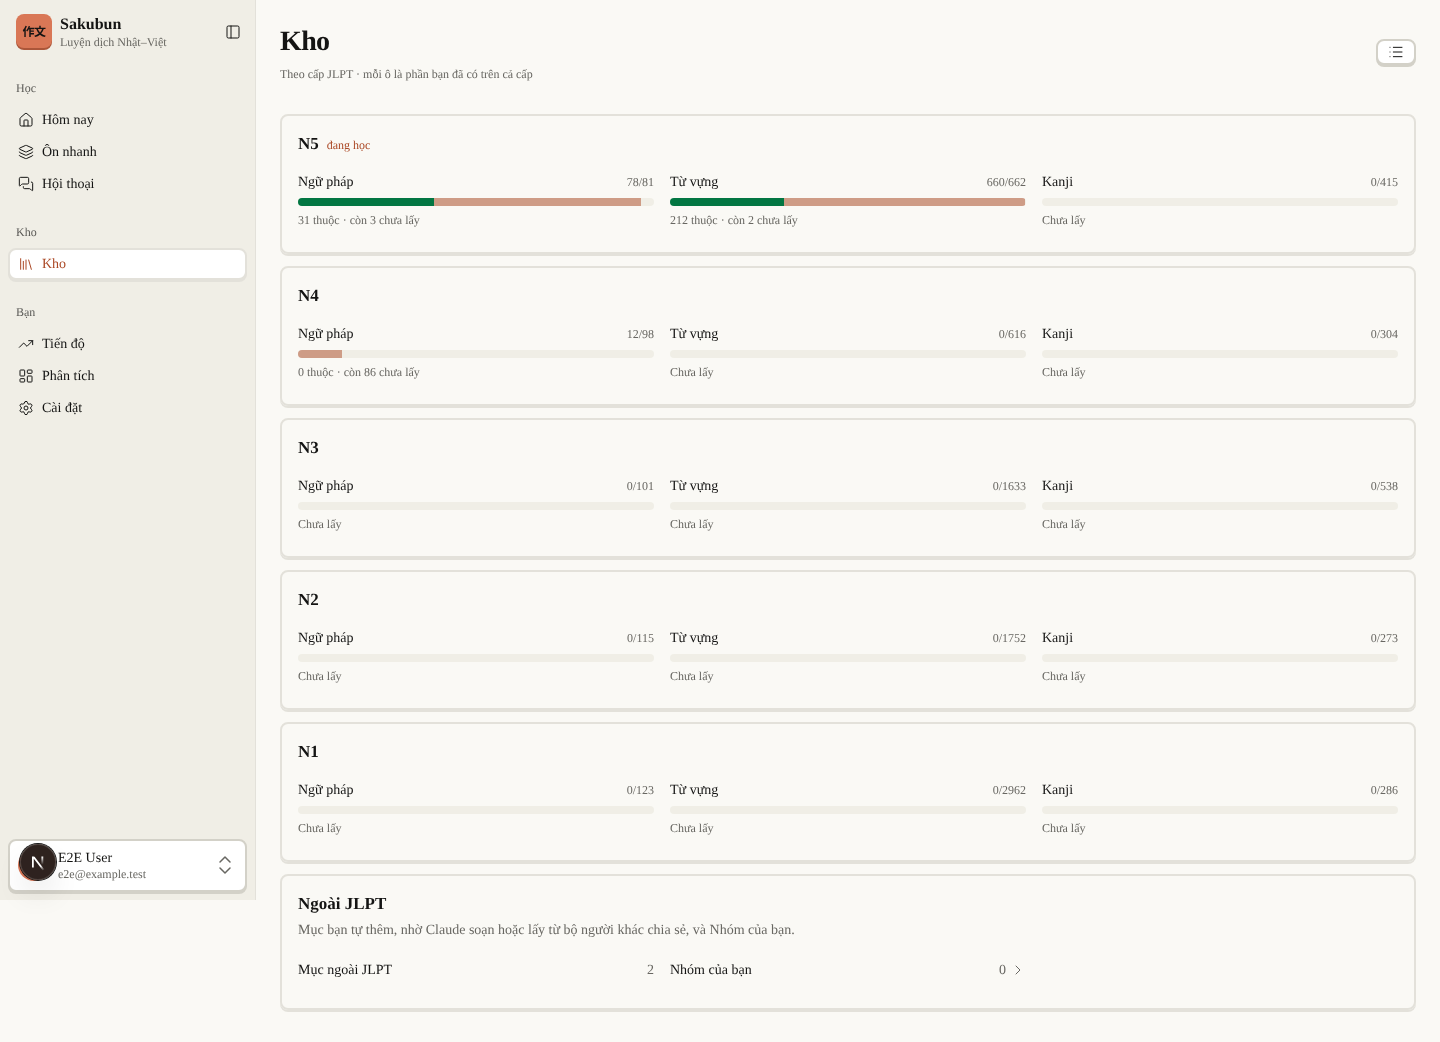 作文
Sakubun
Luyện dịch Nhật–Việt
Học
Hôm nay
Ôn nhanh
Hội thoại
Kho
Kho
Bạn
Tiến độ
Phân tích
Cài đặt
N
E2E User
e2e@example.test
Kho
Theo cấp JLPT · mỗi ô là phần bạn đã có trên cả cấp
N5 đang học
Ngữ pháp 78/81
31 thuộc · còn 3 chưa lấy
Từ vựng 660/662
212 thuộc · còn 2 chưa lấy
Kanji 0/415
Chưa lấy
N4
Ngữ pháp 12/98
0 thuộc · còn 86 chưa lấy
Từ vựng 0/616
Chưa lấy
Kanji 0/304
Chưa lấy
N3
Ngữ pháp 0/101
Chưa lấy
Từ vựng 0/1633
Chưa lấy
Kanji 0/538
Chưa lấy
N2
Ngữ pháp 0/115
Chưa lấy
Từ vựng 0/1752
Chưa lấy
Kanji 0/273
Chưa lấy
N1
Ngữ pháp 0/123
Chưa lấy
Từ vựng 0/2962
Chưa lấy
Kanji 0/286
Chưa lấy
Ngoài JLPT
Mục bạn tự thêm, nhờ Claude soạn hoặc lấy từ bộ người khác chia sẻ, và Nhóm của bạn.
Mục ngoài JLPT 2
Nhóm của bạn 0